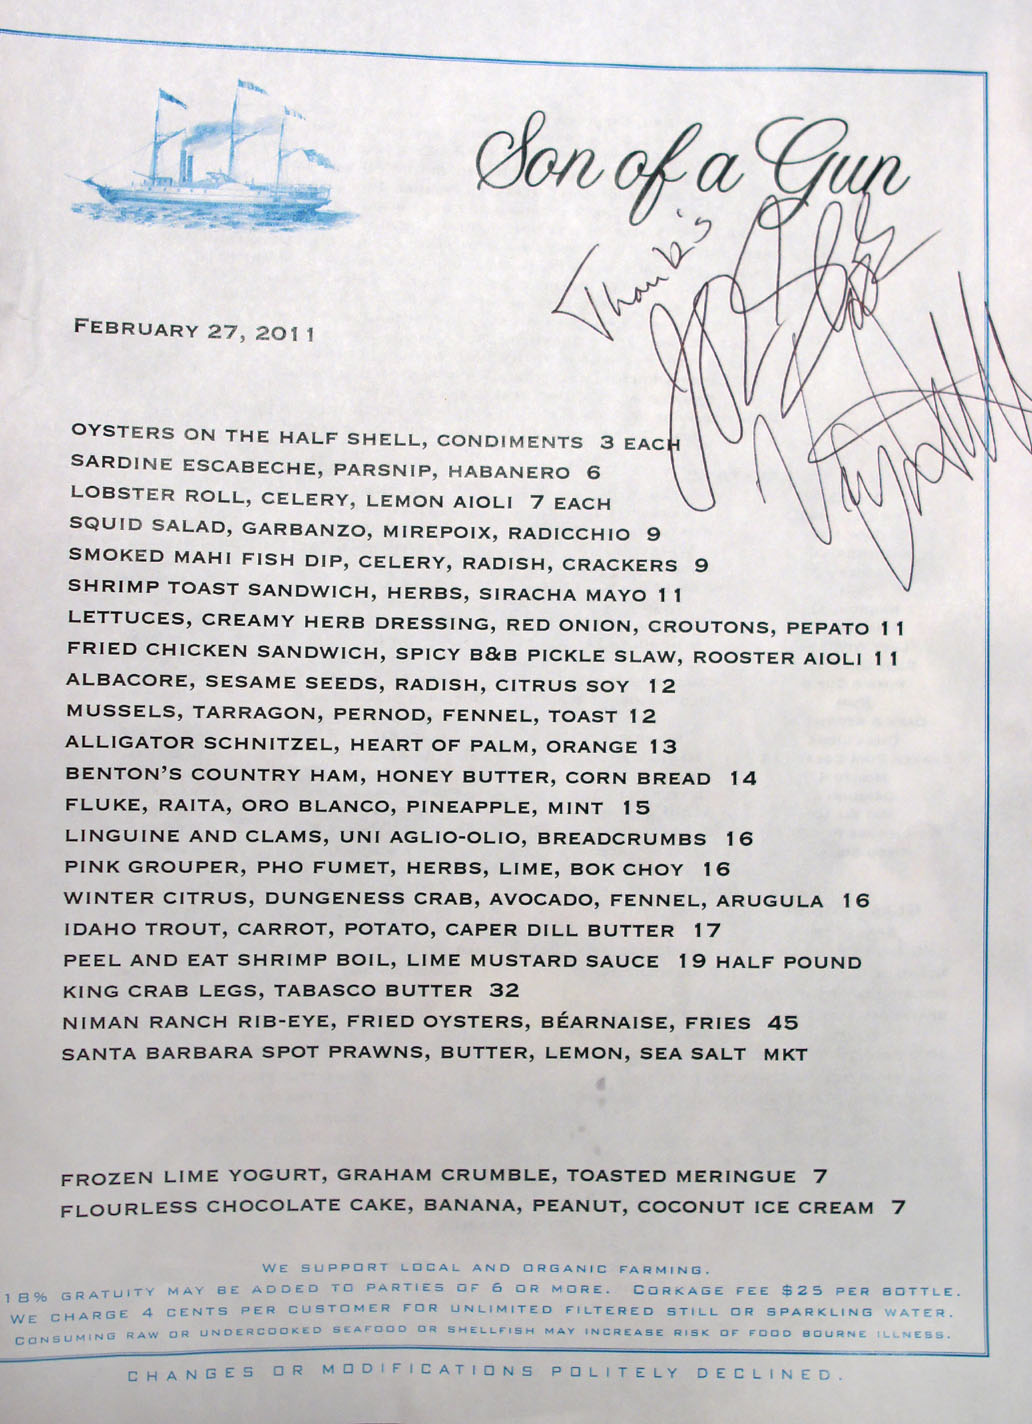 Son of a Gun
Thank's
FEBRUARY 27, 2011
OYSTERS ON THE HALF SHELL, CONDIMENTS 3 EACH
SARDINE ESCABECHE, PARSNIP, HABANERO 6
LOBSTER ROLL, CELERY, LEMON AIOLI 7 EACH
SQUID SALAD, GARBANZO, MIREPOIX, RADICCHIO 9
SMOKED MAHI FISH DIP, CELERY, RADISH, CRACKERS 9
SHRIMP TOAST SANDWICH, HERBS, SIRACHA MAYO 11
LETTUCES, CREAMY HERB DRESSING, RED ONION, CROUTONS, PEPATO 11
FRIED CHICKEN SANDWICH, SPICY B&B PICKLE SLAW, ROOSTER AIOLI 11
ALBACORE, SESAME SEEDS, RADISH, CITRUS SOY 12
MUSSELS, TARRAGON, PERNOD, FENNEL, TOAST 12
ALLIGATOR SCHNITZEL, HEART OF PALM, ORANGE 13
BENTON'S COUNTRY HAM, HONEY BUTTER, CORN BREAD 14
FLUKE, RAITA, ORO BLANCO, PINEAPPLE, MINT 15
LINGUINE AND CLAMS, UNI AGLIO-OLIO, BREADCRUMBS 16
PINK GROUPER, PHO FUMET, HERBS, LIME, BOK CHOY 16
WINTER CITRUS, DUNGENESS CRAB, AVOCADO, FENNEL, ARUGULA 16
IDAHO TROUT, CARROT, POTATO, CAPER DILL BUTTER 17
PEEL AND EAT SHRIMP BOIL, LIME MUSTARD SAUCE 19 HALF POUND
KING CRAB LEGS, TABASCO BUTTER 32
NIMAN RANCH RIB-EYE, FRIED OYSTERS, BÉARNAISE, FRIES 45
SANTA BARBARA SPOT PRAWNS, BUTTER, LEMON, SEA SALT MKT
FROZEN LIME YOGURT, GRAHAM CRUMBLE, TOASTED MERINGUE 7
FLOURLESS CHOCOLATE CAKE, BANANA, PEANUT, COCONUT ICE CREAM 7
WE SUPPORT LOCAL AND ORGANIC FARMING.
18% GRATUITY MAY BE ADDED TO PARTIES OF 6 OR MORE. CORKAGE FEE $25 PER BOTTLE.
WE CHARGE 4 CENTS PER CUSTOMER FOR UNLIMITED FILTERED STILL OR SPARKLING WATER.
CONSUMING RAW OR UNDERCOOKED SEAFOOD OR SHELLFISH MAY INCREASE RISK OF FOOD BOURNE ILLNESS.
CHANGES OR MODIFICATIONS POLITELY DECLINED.